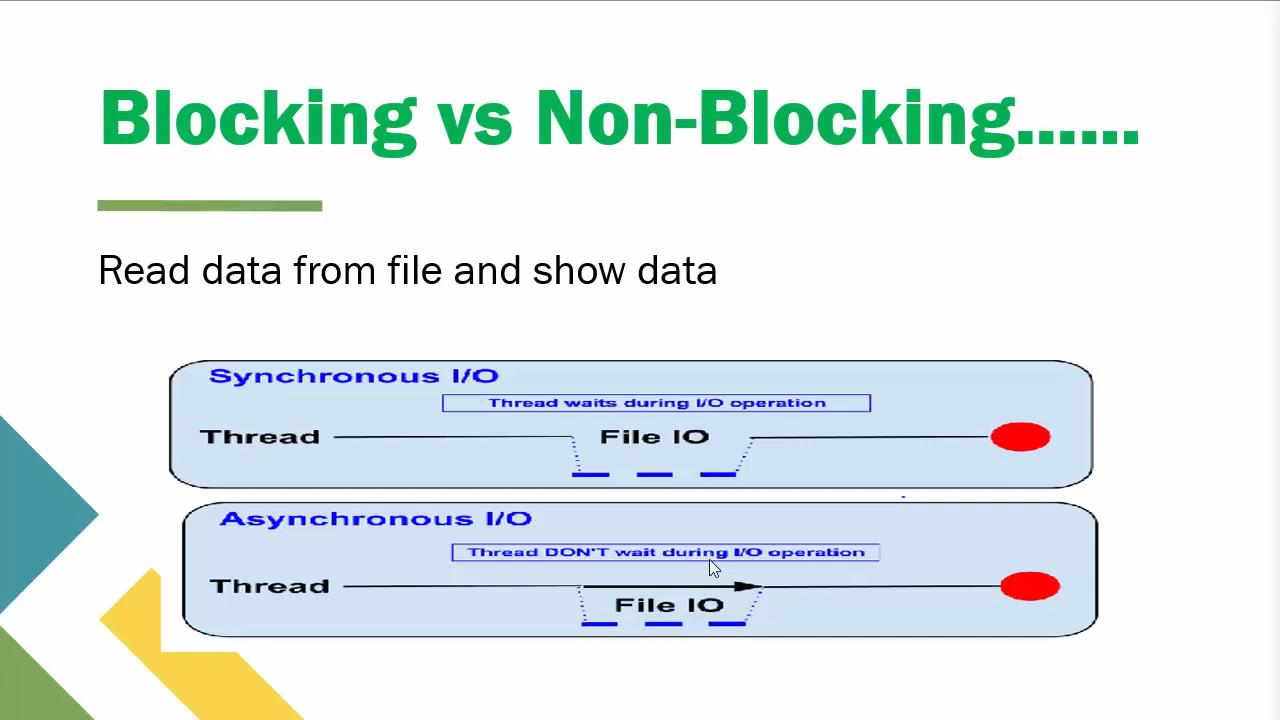 Blocking vs Non-Blocking......
Read data from file and show data
Synchronous I/O
Thread waits during I/O operation
Thread
File IO
Asynchronous I/O
Thread DON'T wait during I/O operation
Thread
File IO